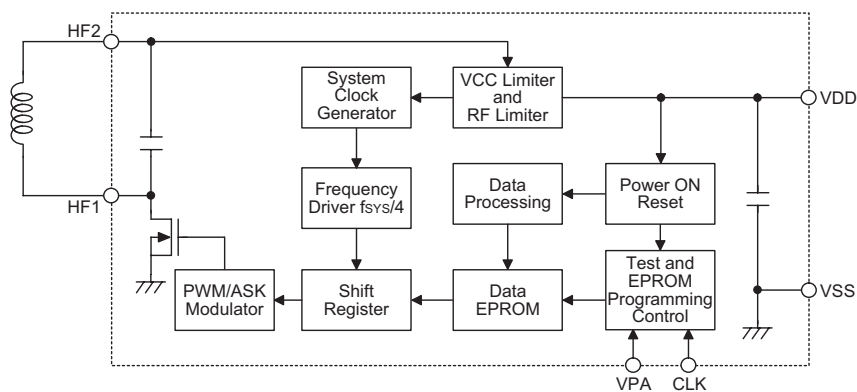 HF2
System
Clock
Generator
VCC Limiter
and
RF Limiter
VDD
HF1
Frequency
Driver fSYS/4
Data
Processing
Power ON
Reset
PWM/ASK
Modulator
Shift
Register
Data
EPROM
Test and
EPROM
Programming
Control
VSS
VPA
CLK